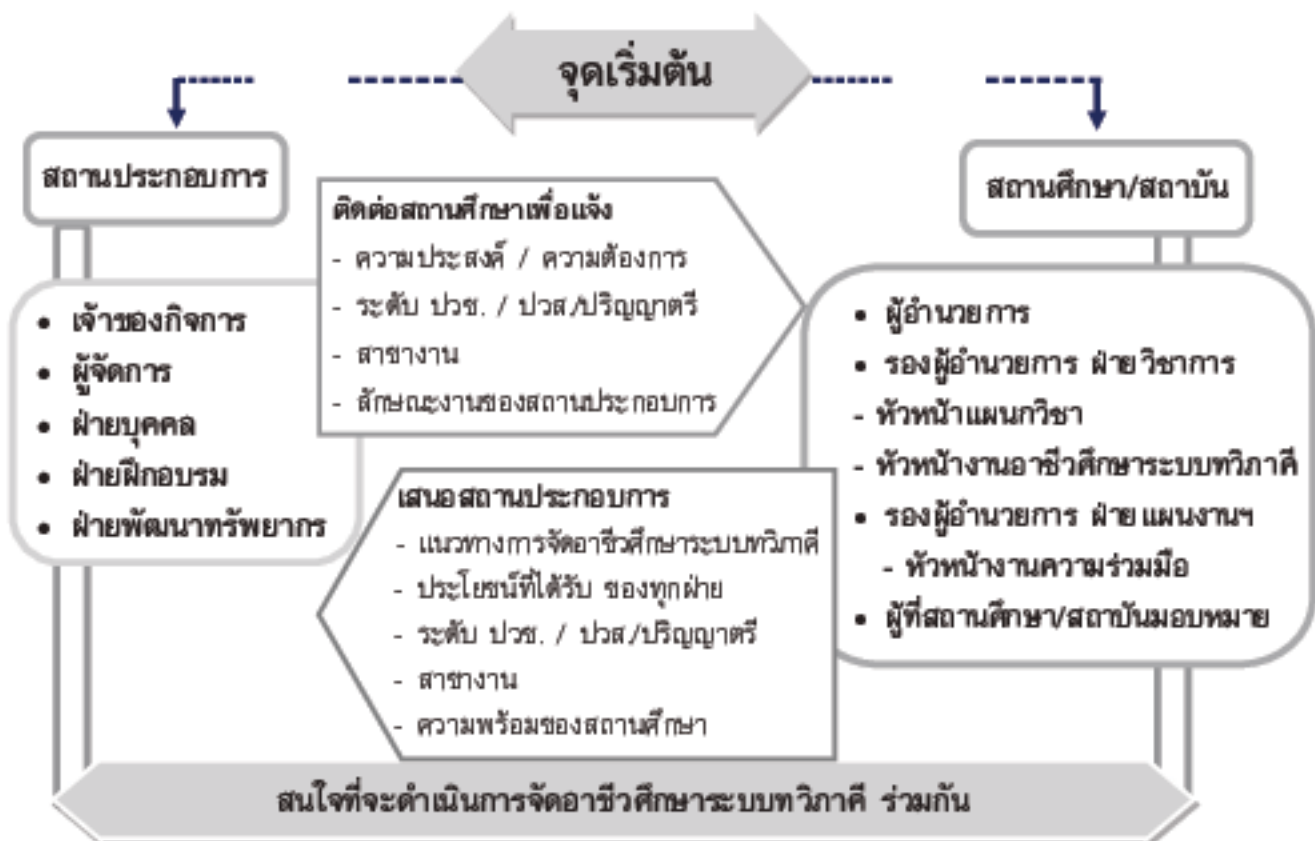 จุดเริ่มต้น
สถานประกอบการ
สถานศึกษา/สถาบัน
ติดต่อสถานศึกษาเพื่อแจ้ง
- ความประสงค์ / ความต้องการ
- ระดับ ปวช. / ปวส./ปริญญาตรี
- สาขางาน
- ลักษณะงานของสถานประกอบการ
• เจ้าของกิจการ
• ผู้จัดการ
• ฝ่ายบุคคล
• ฝ่ายฝึกอบรม
• ฝ่ายพัฒนาทรัพยากร
• ผู้อำนวยการ
• รองผู้อำนวยการ ฝ่ายวิชาการ
- หัวหน้าแผนกวิชา
- หัวหน้างานอาชีวศึกษาระบบทวิภาคี
• รองผู้อำนวยการ ฝ่ายแผนงานฯ
- หัวหน้างานความร่วมมือ
• ผู้ที่สถานศึกษา/สถาบันมอบหมาย
เสนอสถานประกอบการ
- แนวทางการจัดอาชีวศึกษาระบบทวิภาคี
- ประโยชน์ที่ได้รับ ของทุกฝ่าย
- ระดับ ปวช. / ปวส./ปริญญาตรี
- สาขางาน
- ความพร้อมของสถานศึกษา
สนใจที่จะดำเนินการจัดอาชีวศึกษาระบบทวิภาคี ร่วมกัน